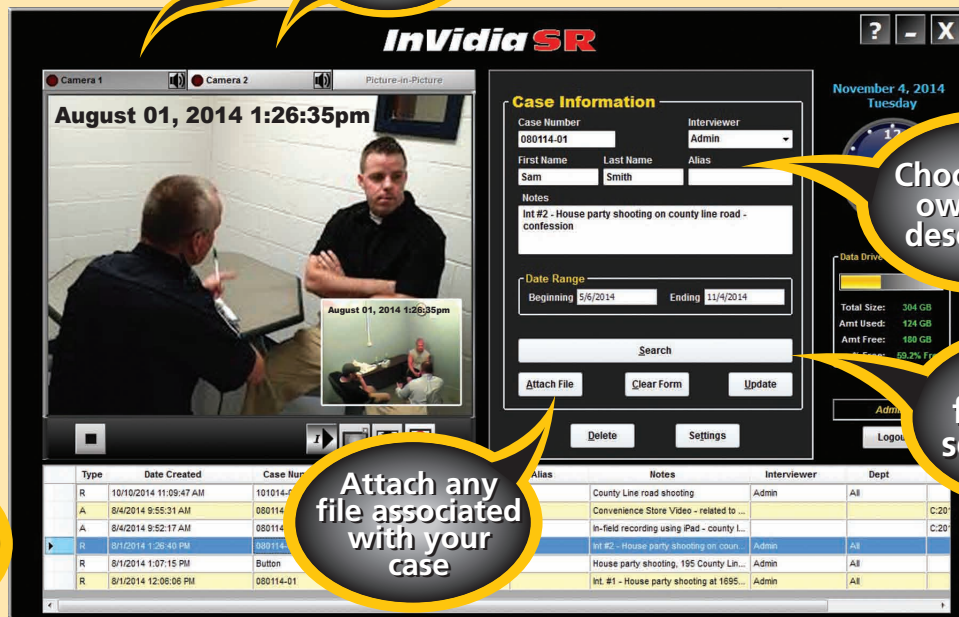 InVidia SR
? - X
Camera 1
Camera 2
Picture-in-Picture
August 01, 2014 1:26:35pm
August 01, 2014 1:26:35pm
Case Information
Case Number
Interviewer
080114-01
Admin
First Name
Last Name
Alias
Sam
Smith
Notes
Int #2 - House party shooting on county line road -
confession
Date Range
Beginning 5/6/2014
Ending 11/4/2014
Search
Attach File
Clear Form
Update
Delete
Settings
November 4, 2014
Tuesday
12
Data Drive
Total Size: 304 GB
Amt Used: 124 GB
Amt Free: 180 GB
59.2%
Attach any
file associated
with your
case
Type Date Created Alias Notes Interviewer Dept
R 10/10/2014 11:09:47 AM County Line road shooting Admin All
A 8/4/2014 9:55:31 AM Convenience Store Video - related to ... Admin All
A 8/4/2014 9:52:17 AM In-field recording using iPad - county l... Admin All
R 8/1/2014 1:26:40 PM Int #2 - House party shooting on coun... Admin All
R 8/1/2014 1:07:15 PM Button House party shooting, 195 County Lin... Admin All
R 8/1/2014 12:06:06 PM 080114-01 Int. #1 - House party shooting at 1695... Admin All